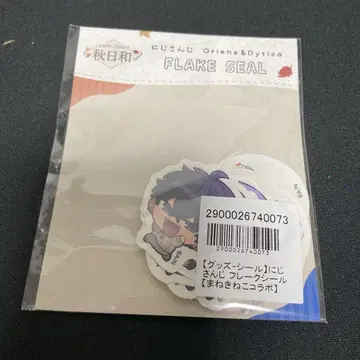 秋日和
にじさんじ Oriens&Dytica
FLAKE SEAL
2900026740073
2900026740073
【グッズ-シール】にじ
さんじ フレークシール
【まねきねこコラボ】